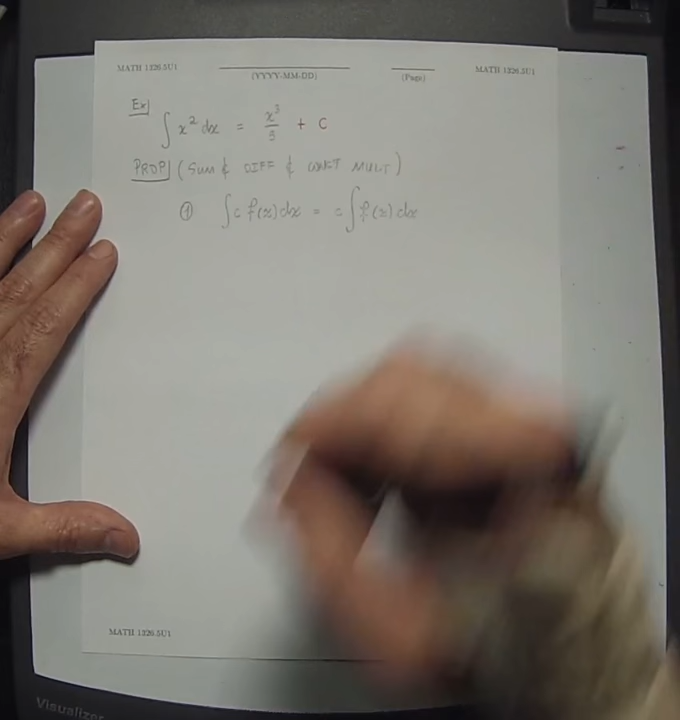 MATH 1326.5U1 (YYYY-MM-DD) (Page) MATH 1326.5U1
Ex
∫ x² dx = x³/3 + C
PROP (SUM & DIFF & CONST MULT)
① ∫ c f(x) dx = c ∫ f(x) dx
MATH 1326.5U1
Visualizer